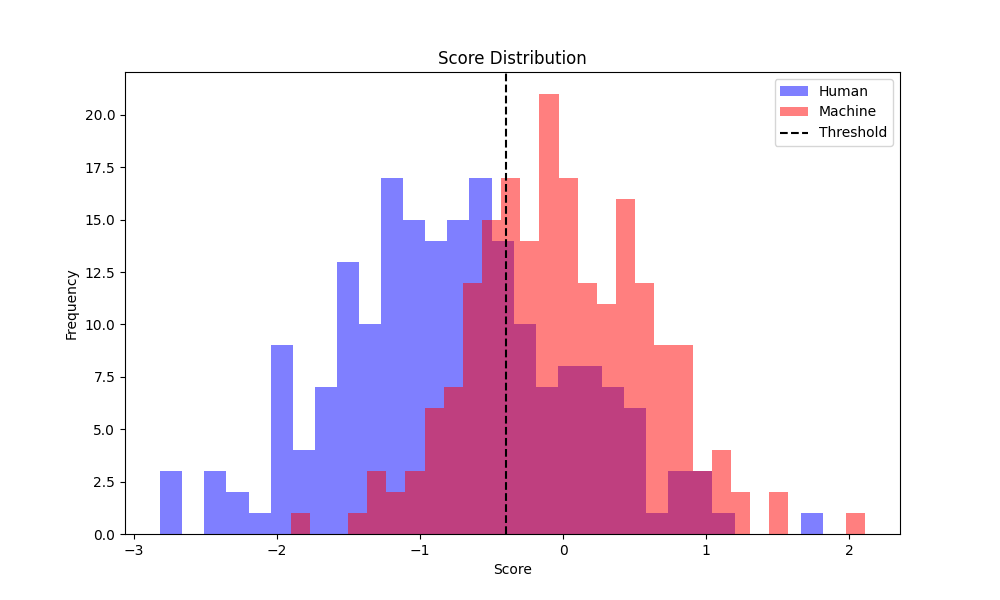 Score Distribution
Human
Machine
Threshold
20.0
17.5
15.0
12.5
10.0
7.5
5.0
2.5
0.0
Frequency
−3 −2 −1 0 1 2
Score